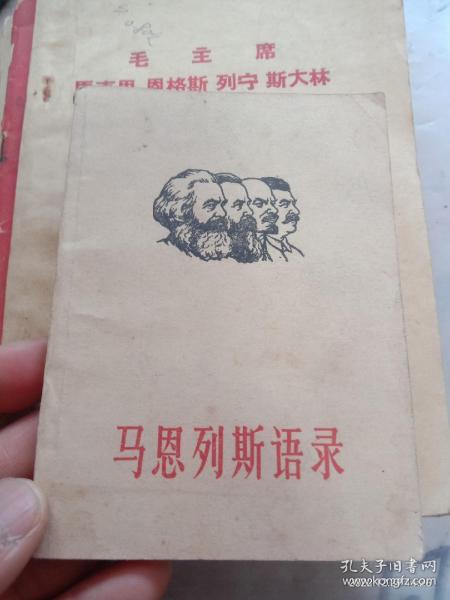 毛主席
马克思 恩格斯 列宁 斯大林
马恩列斯语录
孔夫子旧书网
www.kongfz.com